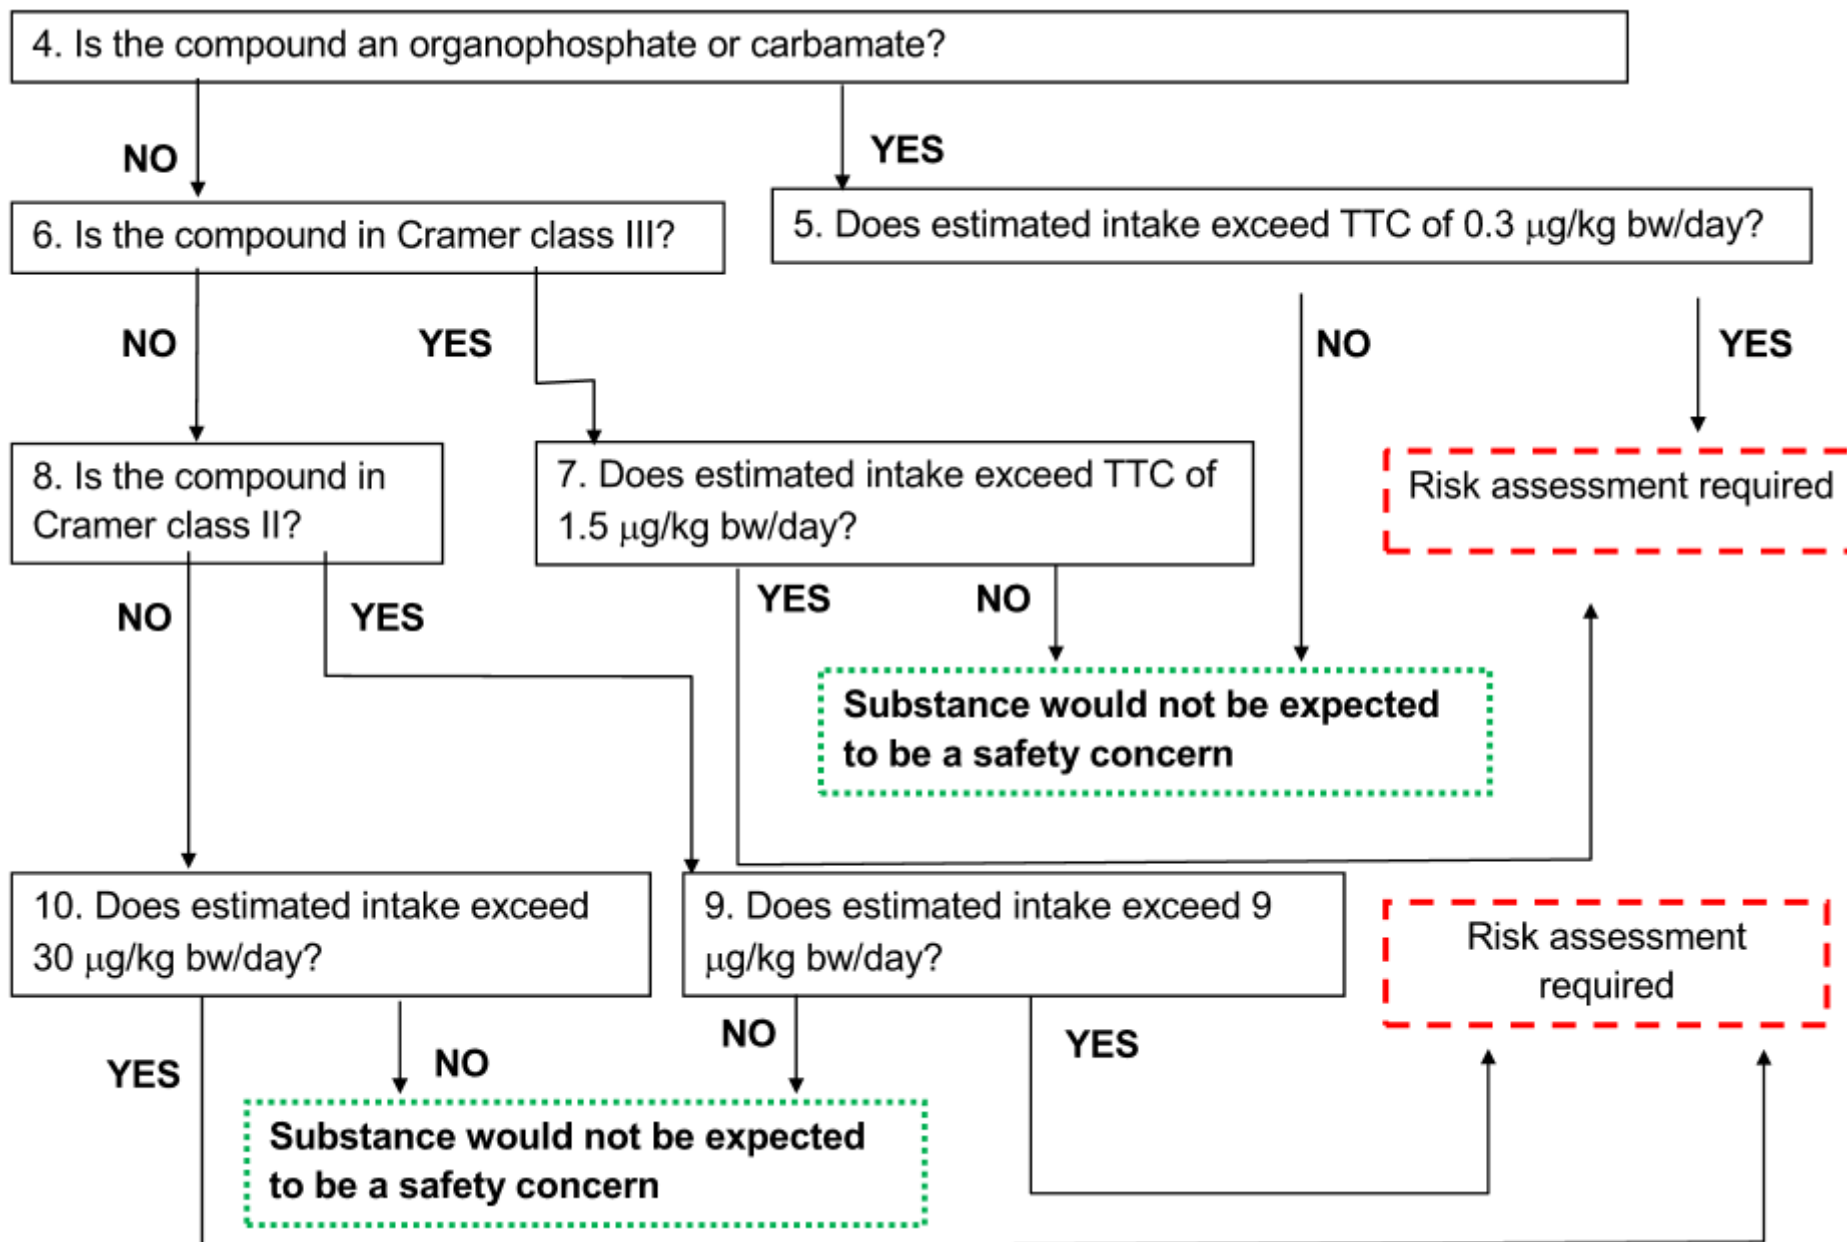 4. Is the compound an organophosphate or carbamate?
NO
YES
6. Is the compound in Cramer class III?
5. Does estimated intake exceed TTC of 0.3 μg/kg bw/day?
NO
YES
NO
YES
8. Is the compound in
Cramer class II?
7. Does estimated intake exceed TTC of
1.5 μg/kg bw/day?
Risk assessment required
NO
YES
YES
NO
Substance would not be expected
to be a safety concern
10. Does estimated intake exceed
30 μg/kg bw/day?
9. Does estimated intake exceed 9
μg/kg bw/day?
Risk assessment
required
YES
NO
NO
YES
Substance would not be expected
to be a safety concern